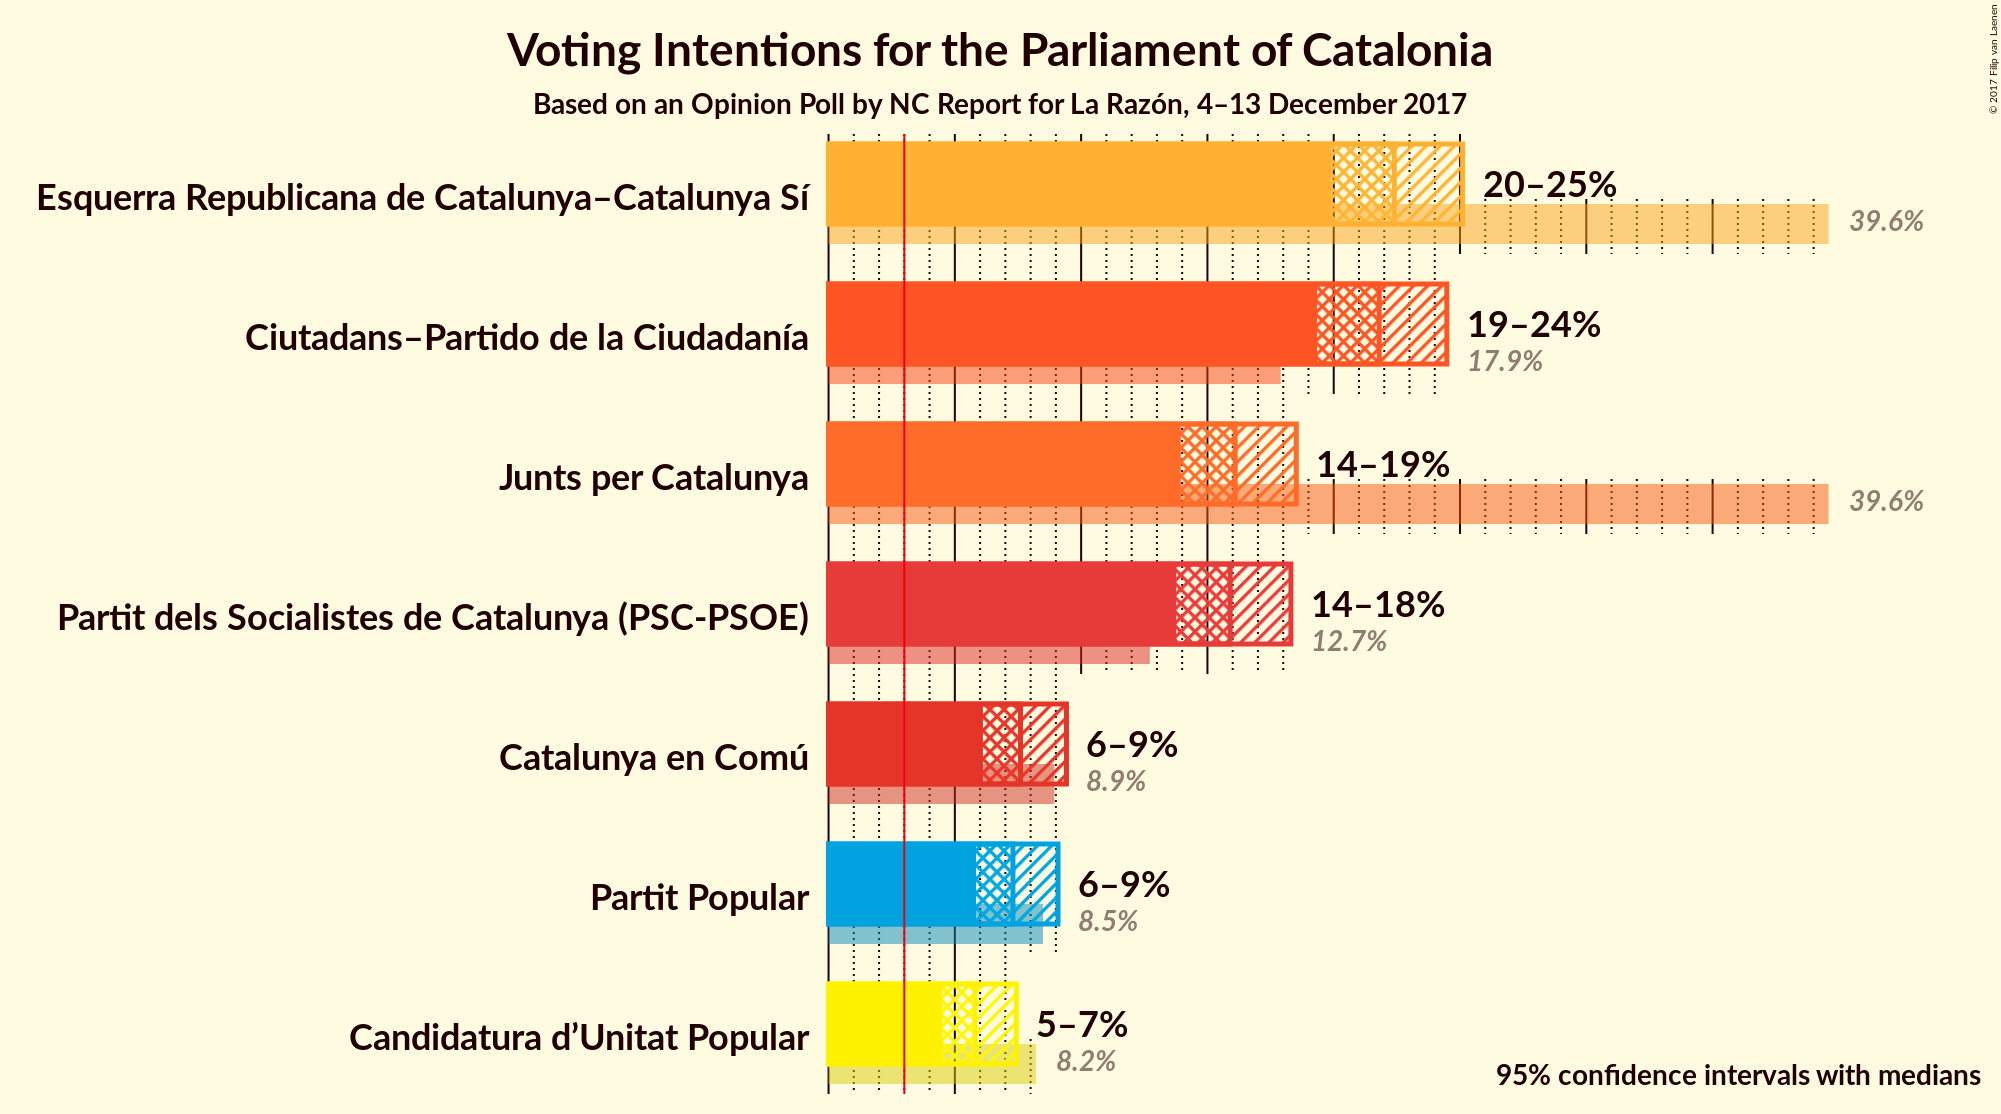 Voting Intentions for the Parliament of Catalonia
Based on an Opinion Poll by NC Report for La Razón, 4–13 December 2017
© 2017 Filip van Laenen
Esquerra Republicana de Catalunya–Catalunya Sí
20–25%
39.6%
Ciutadans–Partido de la Ciudadanía
19–24%
17.9%
Junts per Catalunya
14–19%
39.6%
Partit dels Socialistes de Catalunya (PSC-PSOE)
14–18%
12.7%
Catalunya en Comú
6–9%
8.9%
Partit Popular
6–9%
8.5%
Candidatura d’Unitat Popular
5–7%
8.2%
95% confidence intervals with medians